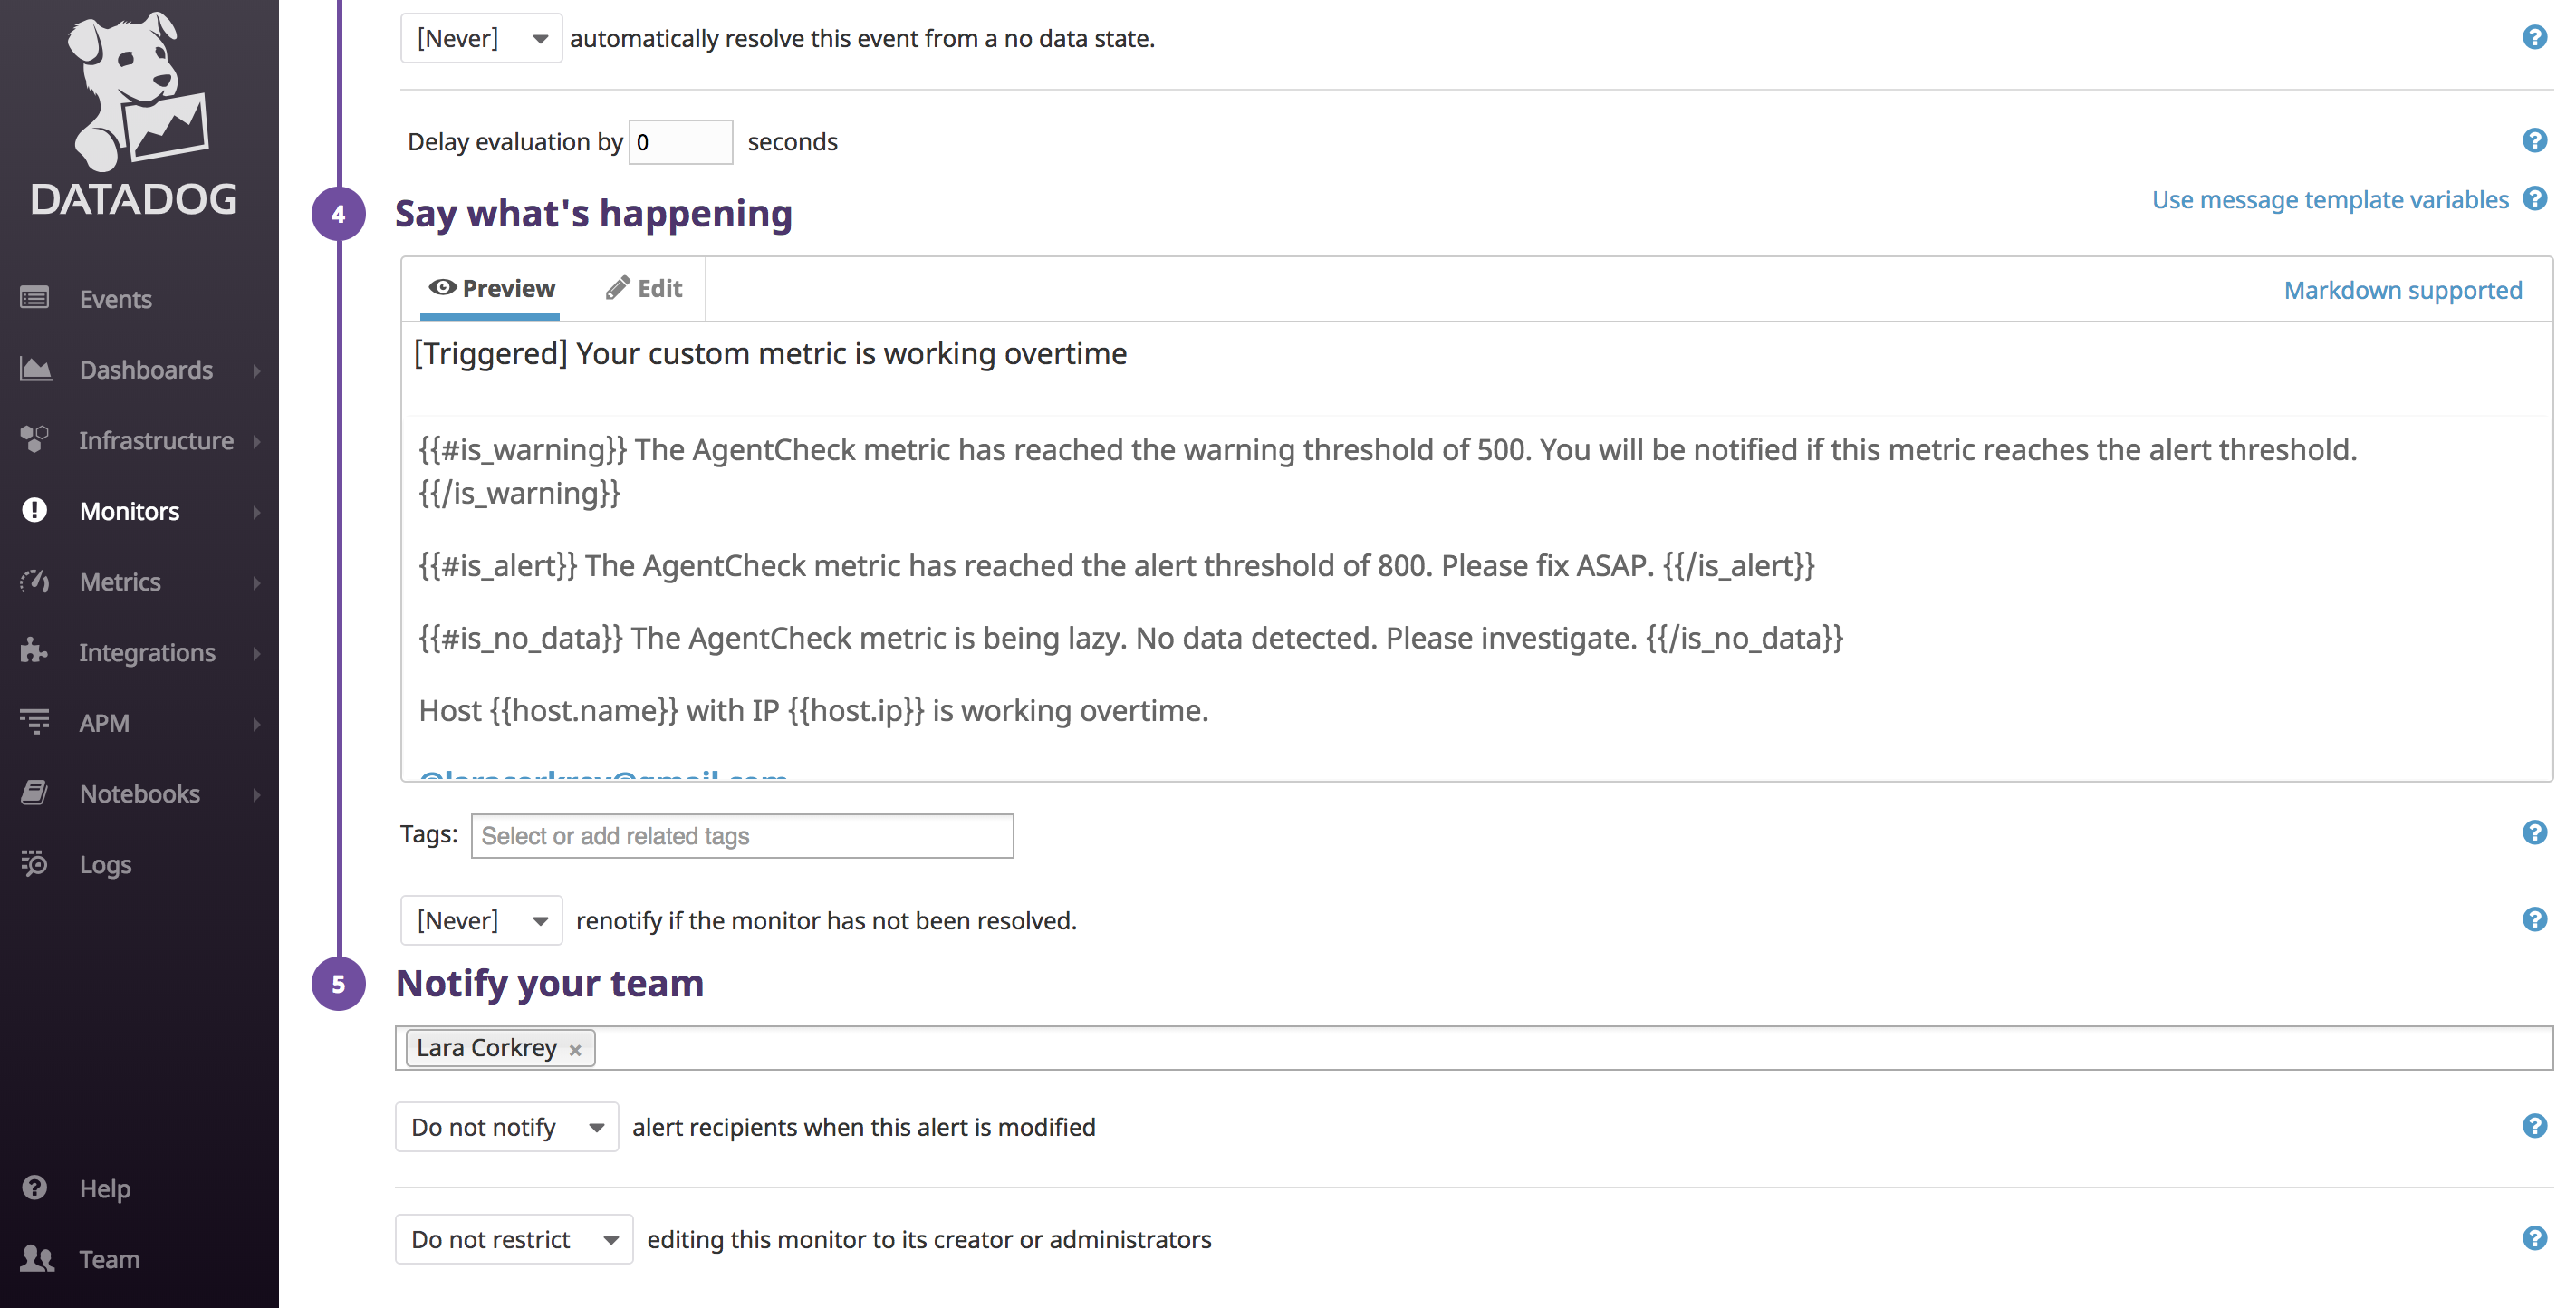 DATADOG
Events
Dashboards
Infrastructure
Monitors
Metrics
Integrations
APM
Notebooks
Logs
Help
Team
[Never] automatically resolve this event from a no data state.
Delay evaluation by 0 seconds
4 Say what's happening
Use message template variables
Preview Edit
Markdown supported
[Triggered] Your custom metric is working overtime
{{#is_warning}} The AgentCheck metric has reached the warning threshold of 500. You will be notified if this metric reaches the alert threshold.
{{/is_warning}}
{{#is_alert}} The AgentCheck metric has reached the alert threshold of 800. Please fix ASAP. {{/is_alert}}
{{#is_no_data}} The AgentCheck metric is being lazy. No data detected. Please investigate. {{/is_no_data}}
Host {{host.name}} with IP {{host.ip}} is working overtime.
@laracorkrey@gmail.com
Tags: Select or add related tags
[Never] renotify if the monitor has not been resolved.
5 Notify your team
Lara Corkrey ×
Do not notify alert recipients when this alert is modified
Do not restrict editing this monitor to its creator or administrators